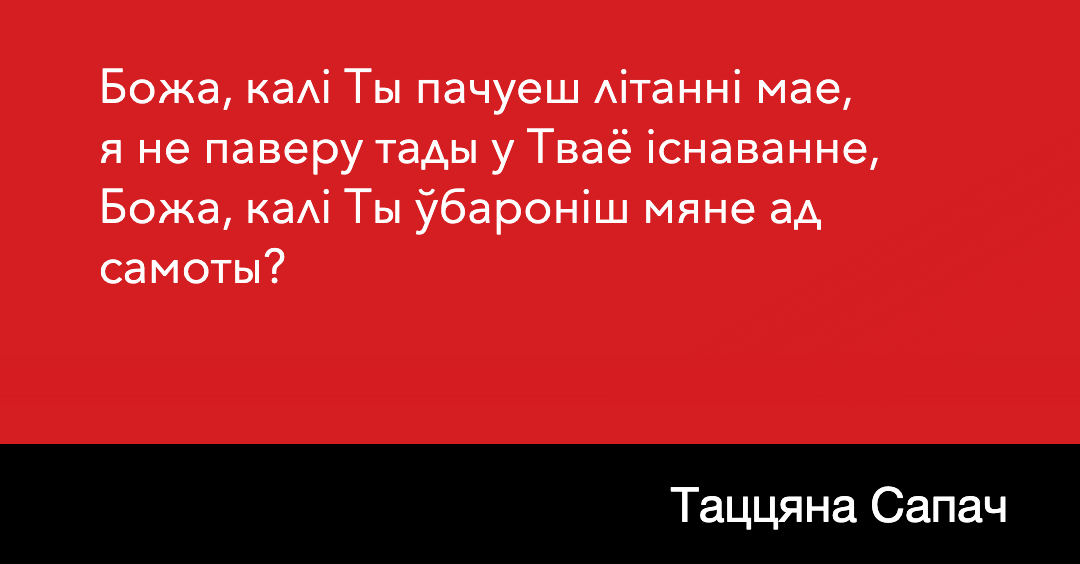 Божа, калі Ты пачуеш літанні мае,
я не паверу тады у Тваё існаванне,
Божа, калі Ты ўбароніш мяне ад
самоты?
Таццяна Сапач